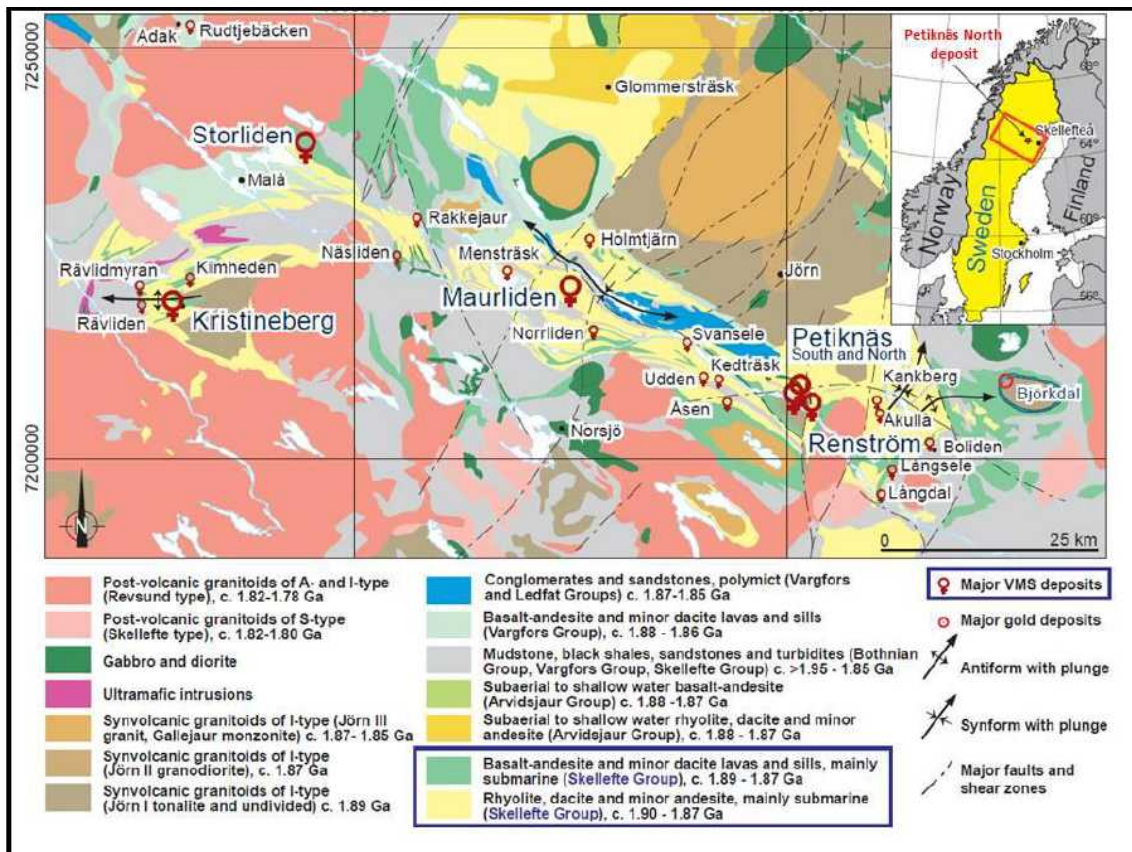 Adak
Rudtjebäcken
7250000
Glommersträsk
Storliden
Malå
Rakkejaur
Holmtjärn
Näsliden
Mensträsk
Jörn
Rävlidmyran
Kimheden
Maurliden
Rävliden
Kristineberg
Norrliden
Svansele
Petiknäs
South and North
Kedträsk
Udden
Kankberg
Björkdal
Åsen
Åkulla
Norsjö
Renström
Boliden
Långsele
7200000
Långdal
N
0
25 km
Petiknäs North
deposit
68°
Skellefteå
64°
Norway
Sweden
Finland
60°
Stockholm
56°
Post-volcanic granitoids of A- and I-type
(Revsund type), c. 1.82-1.78 Ga
Post-volcanic granitoids of S-type
(Skellefte type), c. 1.82-1.80 Ga
Gabbro and diorite
Ultramafic intrusions
Synvolcanic granitoids of I-type (Jörn III
granit, Gallejaur monzonite) c. 1.87- 1.85 Ga
Synvolcanic granitoids of I-type
(Jörn II granodiorite), c. 1.87 Ga
Synvolcanic granitoids of I-type
(Jörn I tonalite and undivided) c. 1.89 Ga
Conglomerates and sandstones, polymict (Vargfors
and Ledfat Groups) c. 1.87-1.85 Ga
Basalt-andesite and minor dacite lavas and sills
(Vargfors Group), c. 1.88 - 1.86 Ga
Mudstone, black shales, sandstones and turbidites (Bothnian
Group, Vargfors Group, Skellefte Group) c. >1.95 - 1.85 Ga
Subaerial to shallow water basalt-andesite
(Arvidsjaur Group) c. 1.88 -1.87 Ga
Subaerial to shallow water rhyolite, dacite and minor
andesite (Arvidsjaur Group), c. 1.88 - 1.87 Ga
Basalt-andesite and minor dacite lavas and sills, mainly
submarine (Skellefte Group), c. 1.89 - 1.87 Ga
Rhyolite, dacite and minor andesite, mainly submarine
(Skellefte Group) c. 1.90 - 1.87 Ga
Major VMS deposits
Major gold deposits
Antiform with plunge
Synform with plunge
Major faults and
shear zones